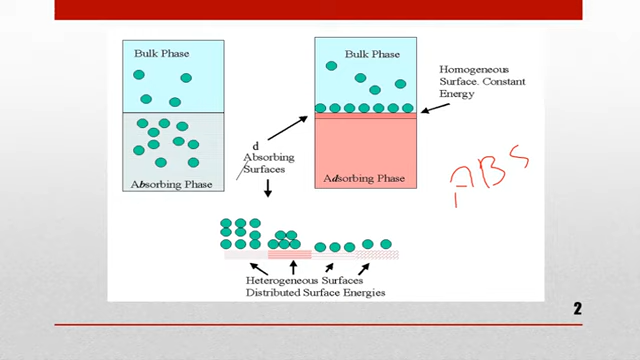 Bulk Phase
Absorbing Phase
Bulk Phase
Adsorbing Phase
Homogeneous
Surface. Constant
Energy
d
Absorbing
Surfaces
ABS
Heterogeneous Surfaces
Distributed Surface Energies
2